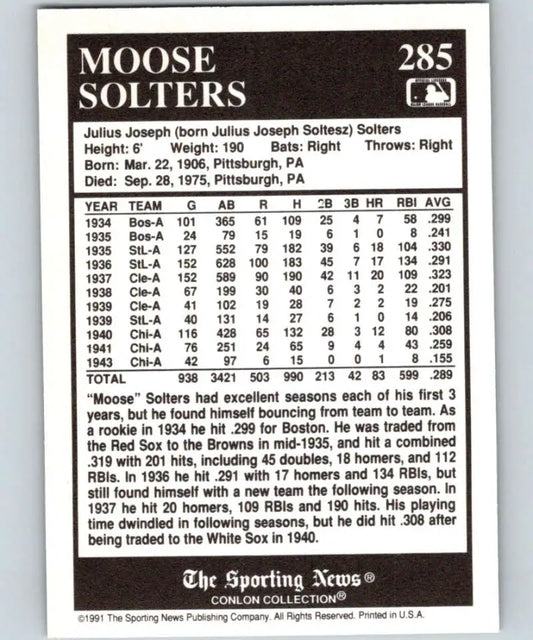 MOOSE
SOLTERS
285
Julius Joseph (born Julius Joseph Soltesz) Solters
Height: 6' Weight: 190 Bats: Right Throws: Right
Born: Mar. 22, 1906, Pittsburgh, PA
Died: Sep. 28, 1975, Pittsburgh, PA
YEAR TEAM G AB R H 2B 3B HR RBI AVG
1934 Bos-A 101 365 61 109 25 4 7 58 .299
1935 Bos-A 24 79 15 19 6 1 0 8 .241
1935 StL-A 127 552 79 182 39 6 18 104 .330
1936 StL-A 152 628 100 183 45 7 17 134 .291
1937 Cle-A 152 589 90 190 42 11 20 109 .323
1938 Cle-A 67 199 30 40 6 3 2 22 .201
1939 Cle-A 41 102 19 28 7 2 2 19 .275
1939 StL-A 40 131 14 27 6 1 0 14 .206
1940 Chi-A 116 428 65 132 28 3 12 80 .308
1941 Chi-A 76 251 24 65 9 4 4 43 .259
1943 Chi-A 42 97 6 15 0 0 1 8 .155
TOTAL 938 3421 503 990 213 42 83 599 .289
"Moose" Solters had excellent seasons each of his first 3
years, but he found himself bouncing from team to team. As
a rookie in 1934 he hit .299 for Boston. He was traded from
the Red Sox to the Browns in mid-1935, and hit a combined
.319 with 201 hits, including 45 doubles, 18 homers, and 112
RBIs. In 1936 he hit .291 with 17 homers and 134 RBIs, but
still found himself with a new team the following season. In
1937 he hit 20 homers, 109 RBIs and 190 hits. His playing
time dwindled in following seasons, but he did hit .308 after
being traded to the White Sox in 1940.
The Sporting News®
CONLON COLLECTION®
©1991 The Sporting News Publishing Company. All Rights Reserved. Printed in U.S.A.